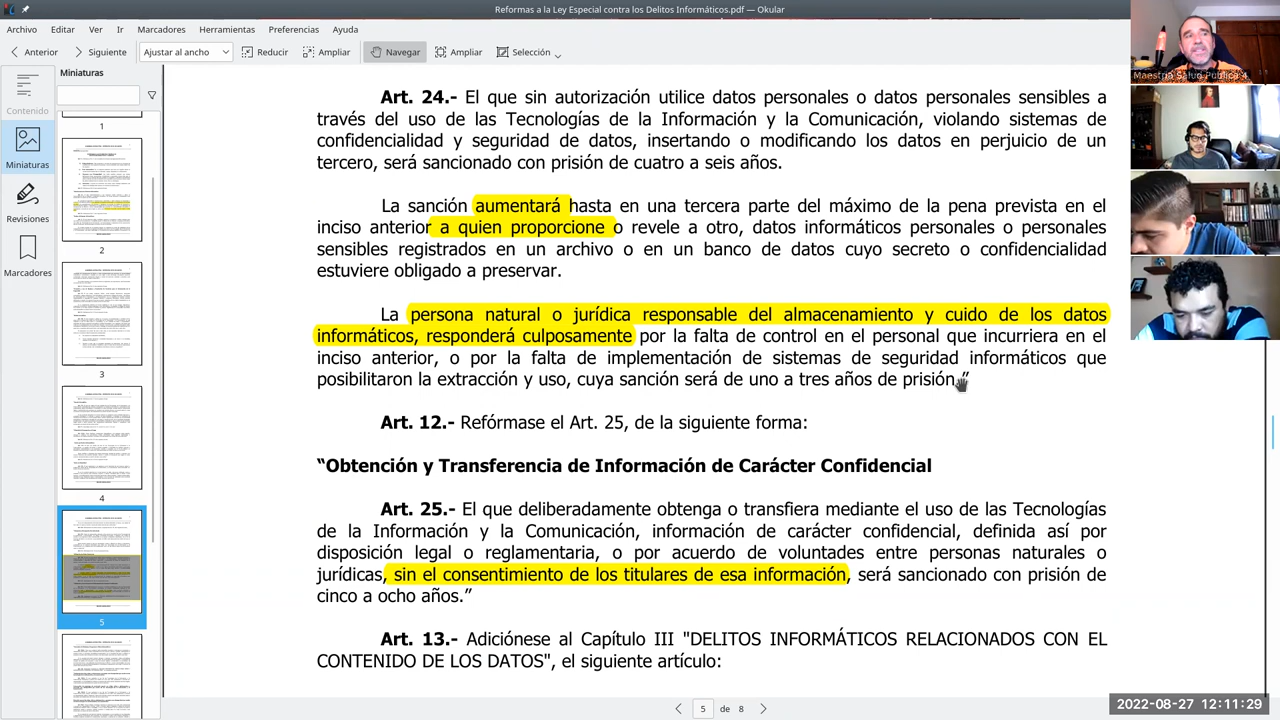 Reformas a la Ley Especial contra los Delitos Informáticos.pdf — Okular
Archivo Editar Ver Ir Marcadores Herramientas Preferencias Ayuda
Anterior Siguiente Ajustar al ancho Reducir Ampliar Navegar Ampliar Selección
Contenido
Miniaturas
Revisiones
Marcadores
Miniaturas
1
2
3
4
5
Art. 24.- El que sin autorización utilice datos personales o datos personales sensibles a
través del uso de las Tecnologías de la Información y la Comunicación, violando sistemas de
confidencialidad y seguridad de datos, insertando o modificando los datos en perjuicio de un
tercero, será sancionado con prisión de cuatro a seis años.
La sanción aumentará hasta en una tercera parte del máximo de la pena prevista en el
inciso anterior a quien proporcione o revele a otro, datos informáticos personales o personales
sensibles registrados en un archivo o en un banco de datos cuyo secreto o confidencialidad
estuviere obligado a preservar.
La persona natural o jurídica responsable del almacenamiento y cuido de los datos
informáticos, responderá culposamente por la falta de control en el personal que incurriera en el
inciso anterior, o por la falta de implementación de sistemas de seguridad informáticos que
posibilitaron la extracción y uso, cuya sanción será de uno a tres años de prisión.”
Art. 12.- Refórmase el Art. 25, de la siguiente forma:
“Obtención y Transferencia de Información de Carácter Confidencial
Art. 25.- El que deliberadamente obtenga o transfiera mediante el uso de las Tecnologías
de la Información y la Comunicación, información de carácter confidencial, definida así por
disposición legal o reglamentaria, o por acuerdo de voluntades entre personas naturales o
jurídicas, sin el consentimiento de los titulares de esa información, será sancionado con prisión de
cinco a ocho años.”
Art. 13.- Adiciónase al Capítulo III "DELITOS INFORMÁTICOS RELACIONADOS CON EL
CONTENIDO DE LOS DATOS", el siguiente artículo:
5 de 8
Maestria Salud Publica 4
2022-08-27 12:11:29